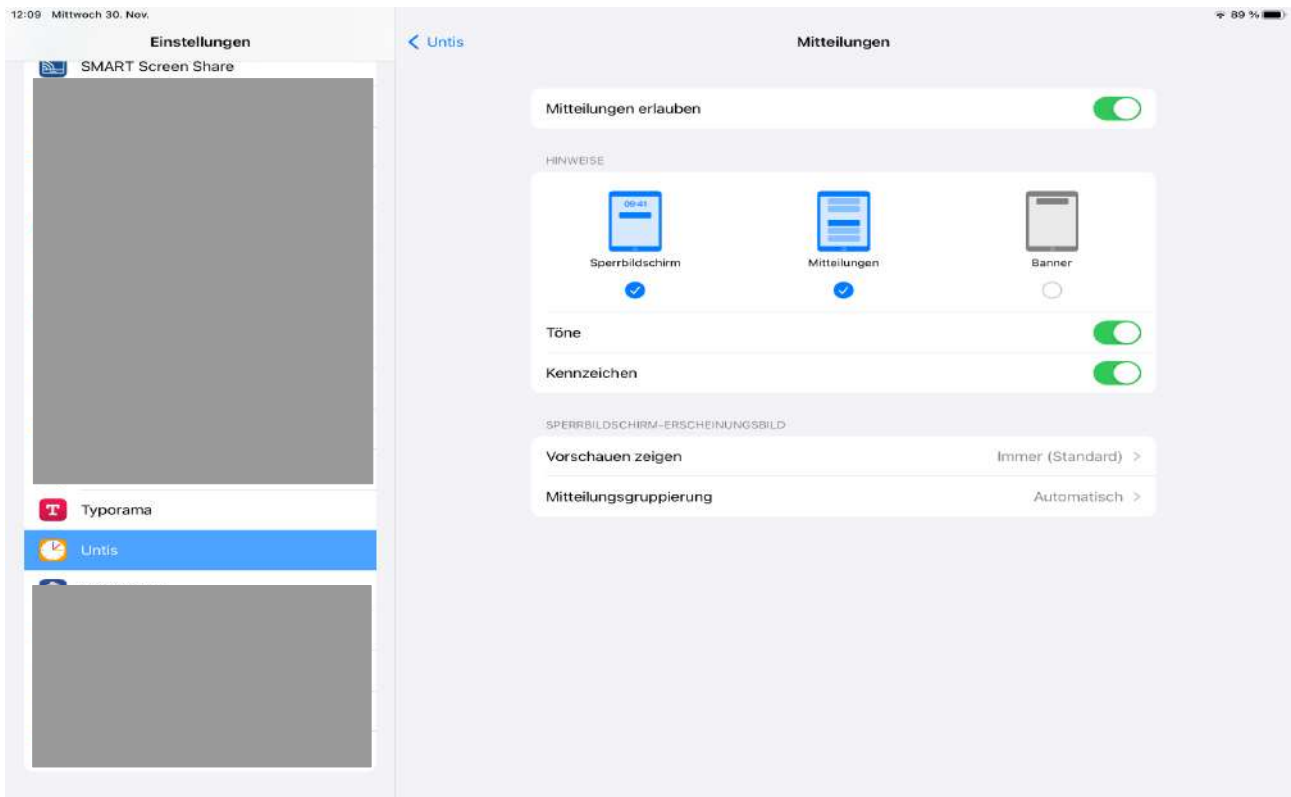 12:09 Mittwoch 30. Nov.
89 %
Einstellungen
SMART Screen Share
Typorama
Untis
Untis
Mitteilungen
Mitteilungen erlauben
HINWEISE
09:41
Sperrbildschirm
Mitteilungen
Banner
Töne
Kennzeichen
SPERRBILDSCHIRM-ERSCHEINUNGSBILD
Vorschauen zeigen Immer (Standard)
Mitteilungsgruppierung Automatisch